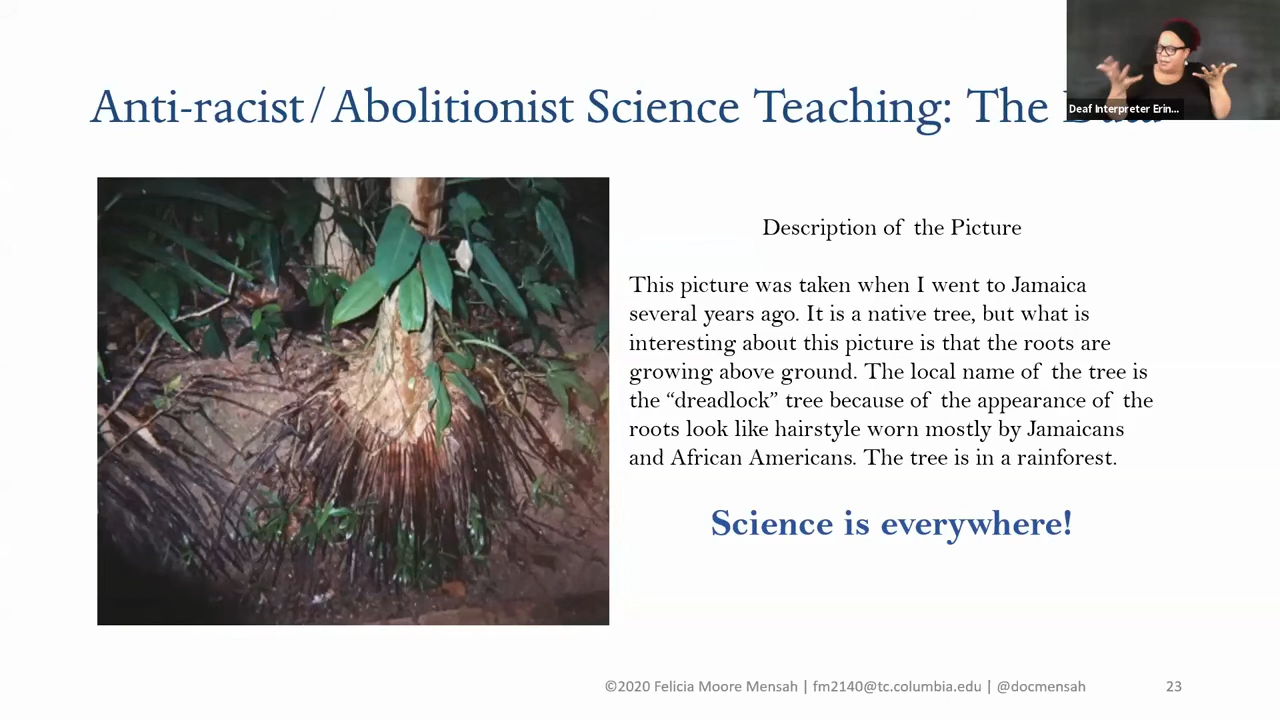 Anti-racist/Abolitionist Science Teaching: The
Deaf Interpreter Erin...
Description of the Picture
This picture was taken when I went to Jamaica
several years ago. It is a native tree, but what is
interesting about this picture is that the roots are
growing above ground. The local name of the tree is
the “dreadlock” tree because of the appearance of the
roots look like hairstyle worn mostly by Jamaicans
and African Americans. The tree is in a rainforest.
Science is everywhere!
©2020 Felicia Moore Mensah | fm2140@tc.columbia.edu | @docmensah
23